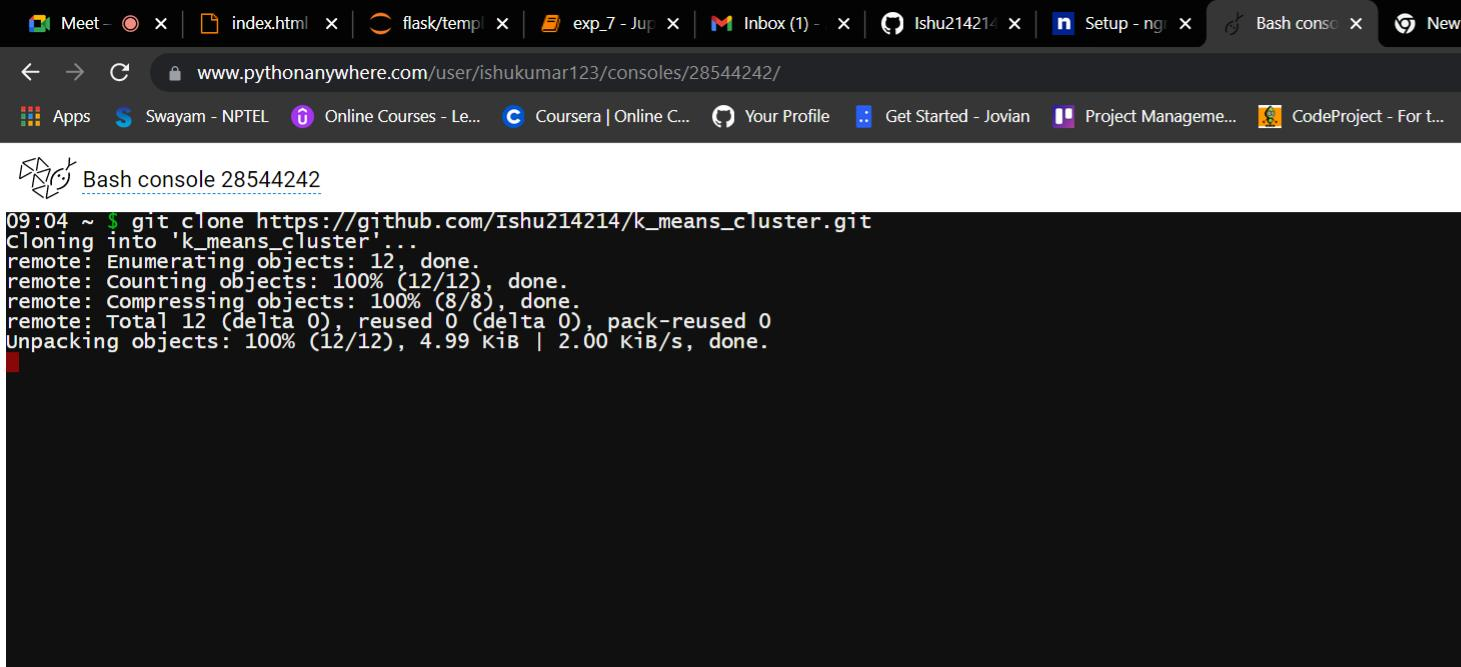 Meet - index.html flask/templ exp_7 - Jup Inbox (1) - Ishu214214 Setup - ngr Bash conso New
www.pythonanywhere.com/user/ishukumar123/consoles/28544242/
Apps Swayam - NPTEL Online Courses - Le... Coursera | Online C... Your Profile Get Started - Jovian Project Manageme... CodeProject - For t...
Bash console 28544242
09:04 ~ $ git clone https://github.com/Ishu214214/k_means_cluster.git
Cloning into 'k_means_cluster'...
remote: Enumerating objects: 12, done.
remote: Counting objects: 100% (12/12), done.
remote: Compressing objects: 100% (8/8), done.
remote: Total 12 (delta 0), reused 0 (delta 0), pack-reused 0
Unpacking objects: 100% (12/12), 4.99 KiB | 2.00 KiB/s, done.